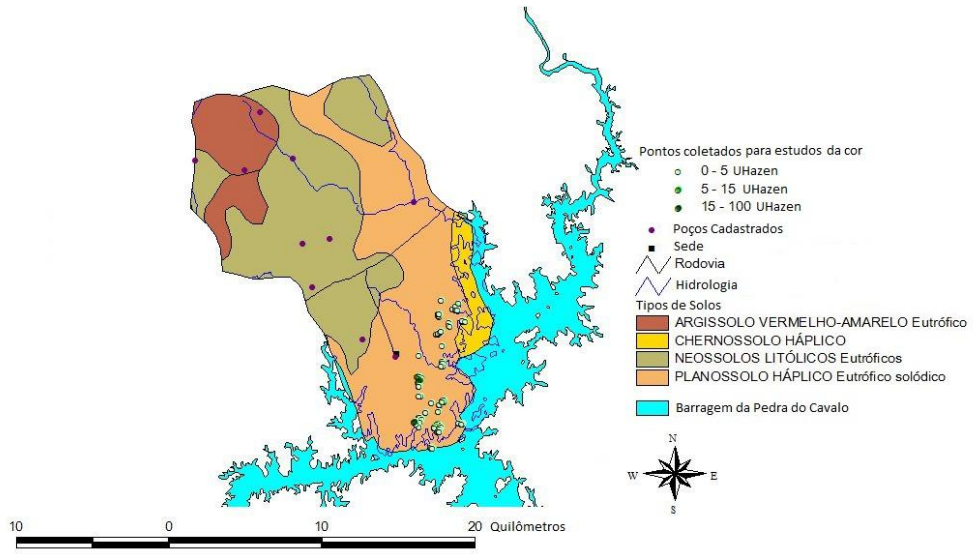 Pontos coletados para estudos da cor
0 - 5 UHazen
5 - 15 UHazen
15 - 100 UHazen
Poços Cadastrados
Sede
Rodovia
Hidrologia
Tipos de Solos
ARGISSOLO VERMELHO-AMARELO Eutrófico
CHERNOSSOLO HÁPLICO
NEOSSOLOS LITÓLICOS Eutróficos
PLANOSSOLO HÁPLICO Eutrófico solódico
Barragem da Pedra do Cavalo
N
W E
S
10 0 10 20 Quilômetros